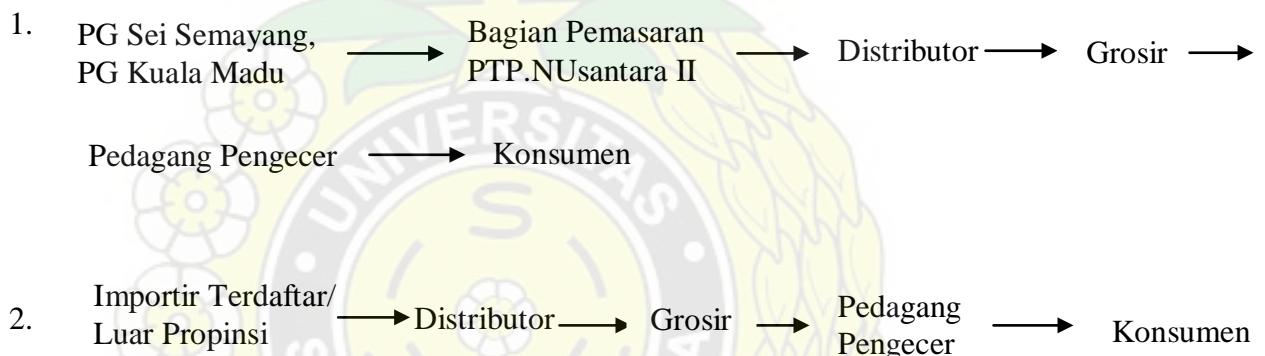 1. PG Sei Semayang, Bagian Pemasaran
PG Kuala Madu PTP.NUsantara II Distributor Grosir
Pedagang Pengecer Konsumen
2. Importir Terdaftar/ Distributor Grosir Pedagang
Luar Propinsi Pengecer Konsumen
UNIVERSITAS
S